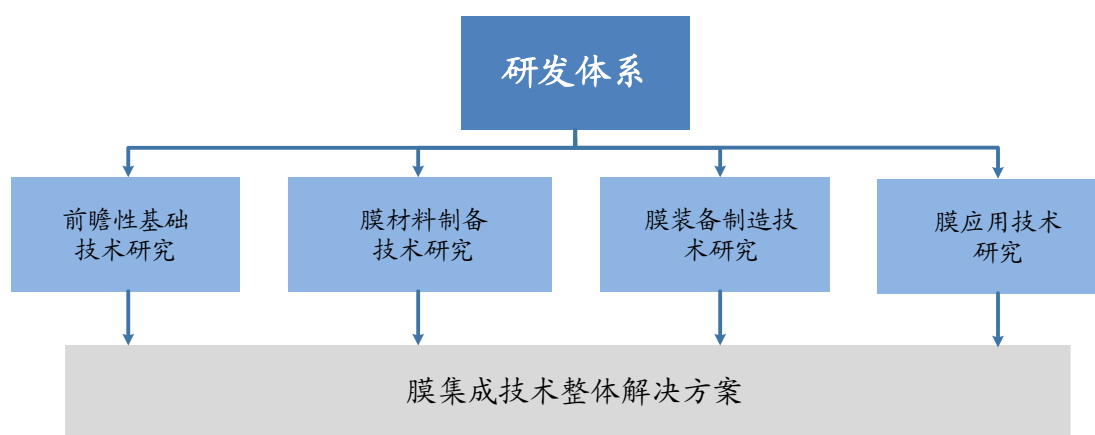 研发体系
前瞻性基础
技术研究
膜材料制备
技术研究
膜装备制造技
术研究
膜应用技术
研究
膜集成技术整体解决方案